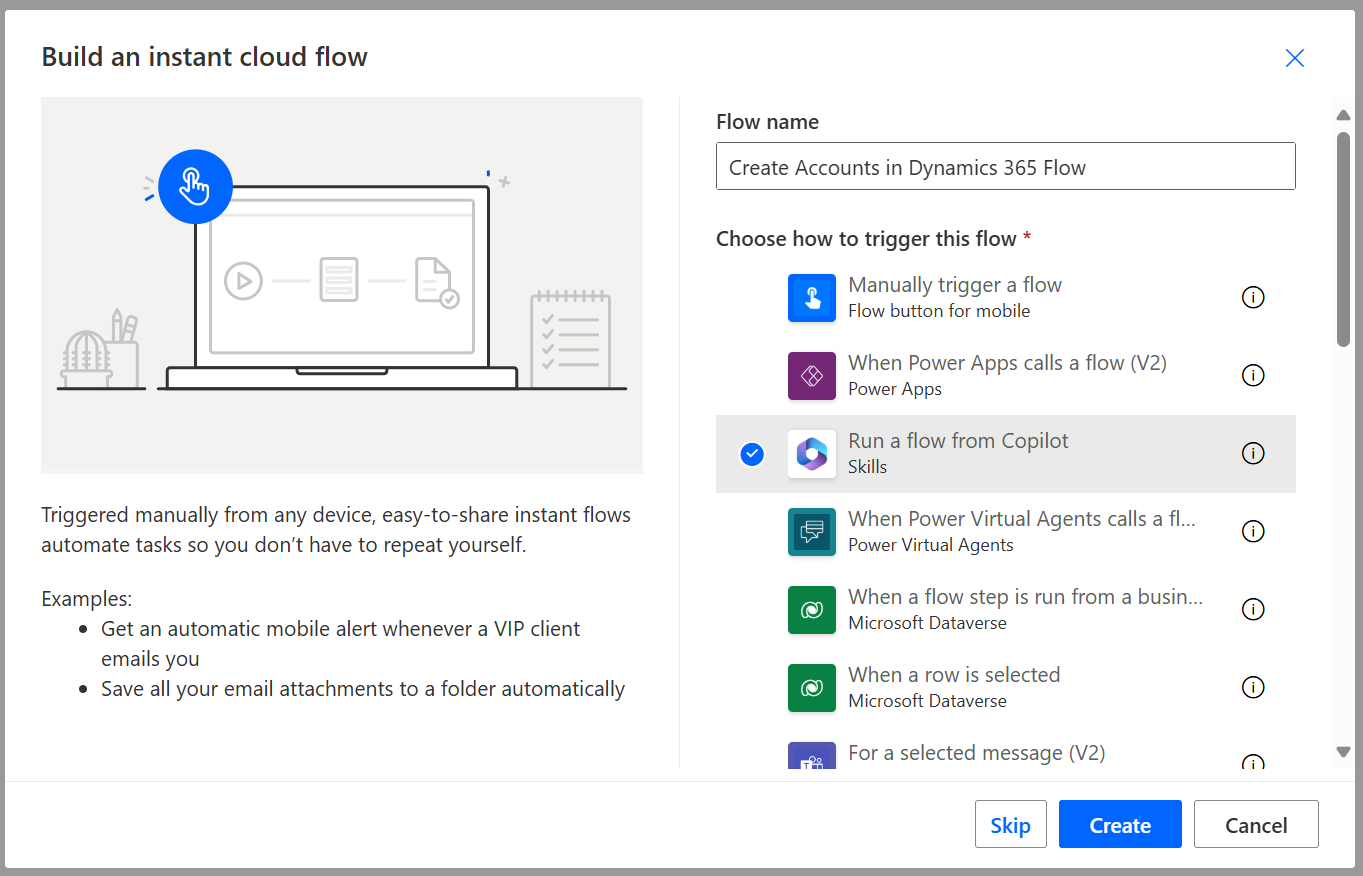 Build an instant cloud flow
Triggered manually from any device, easy-to-share instant flows
automate tasks so you don’t have to repeat yourself.
Examples:
Get an automatic mobile alert whenever a VIP client
emails you
Save all your email attachments to a folder automatically
Flow name
Create Accounts in Dynamics 365 Flow
Choose how to trigger this flow *
Manually trigger a flow
Flow button for mobile
When Power Apps calls a flow (V2)
Power Apps
Run a flow from Copilot
Skills
When Power Virtual Agents calls a fl...
Power Virtual Agents
When a flow step is run from a busin...
Microsoft Dataverse
When a row is selected
Microsoft Dataverse
For a selected message (V2)
Skip
Create
Cancel